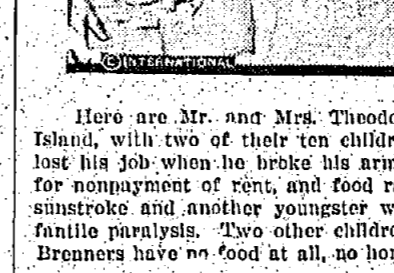 © INTERNATIONAL
Here are Mr. and Mrs. Theodo
Island, with two of their ten childr
lost his job when he broke his arm
for nonpayment of rent, and food r
sunstroke and another youngster w
fantile paralysis. Two other childre
Brenners have no food at all, no ho